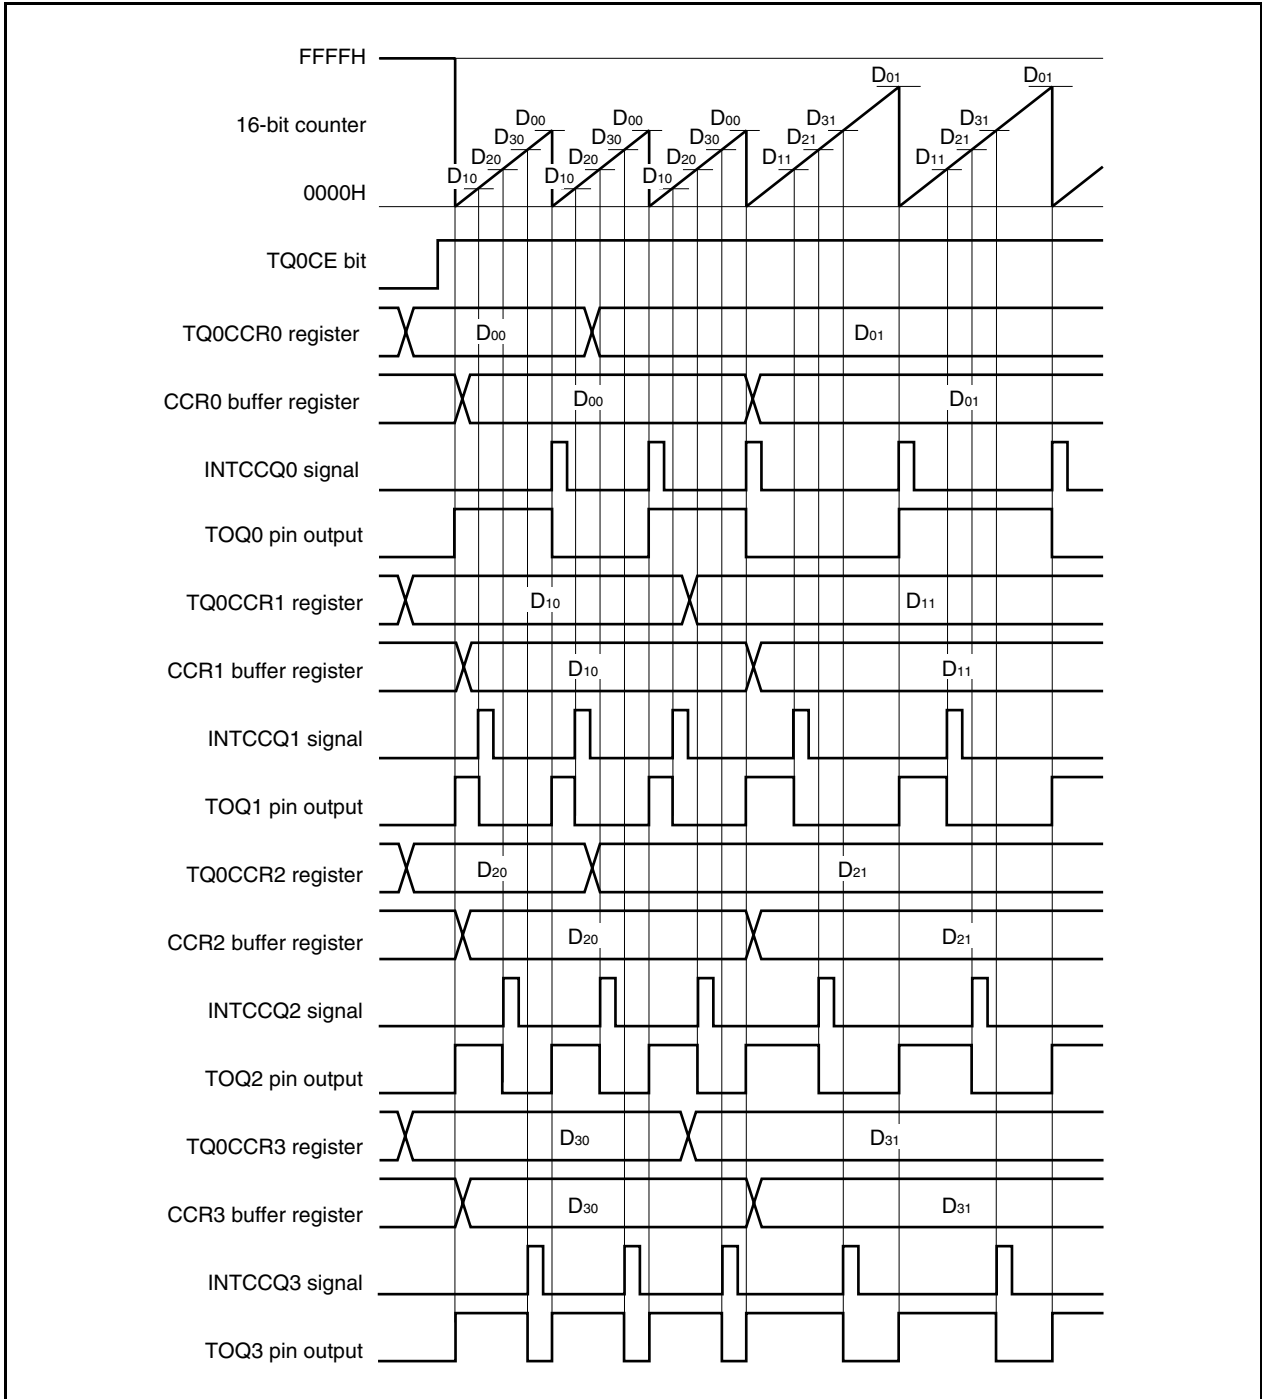 FFFFH
D01 D01
16-bit counter
D00 D00 D00 D31 D31
D30 D30 D30 D21 D21
D20 D20 D20 D11 D11
D10 D10 D10
0000H
TQ0CE bit
TQ0CCR0 register D00 D01
CCR0 buffer register D00 D01
INTCCQ0 signal
TOQ0 pin output
TQ0CCR1 register D10 D11
CCR1 buffer register D10 D11
INTCCQ1 signal
TOQ1 pin output
TQ0CCR2 register D20 D21
CCR2 buffer register D20 D21
INTCCQ2 signal
TOQ2 pin output
TQ0CCR3 register D30 D31
CCR3 buffer register D30 D31
INTCCQ3 signal
TOQ3 pin output